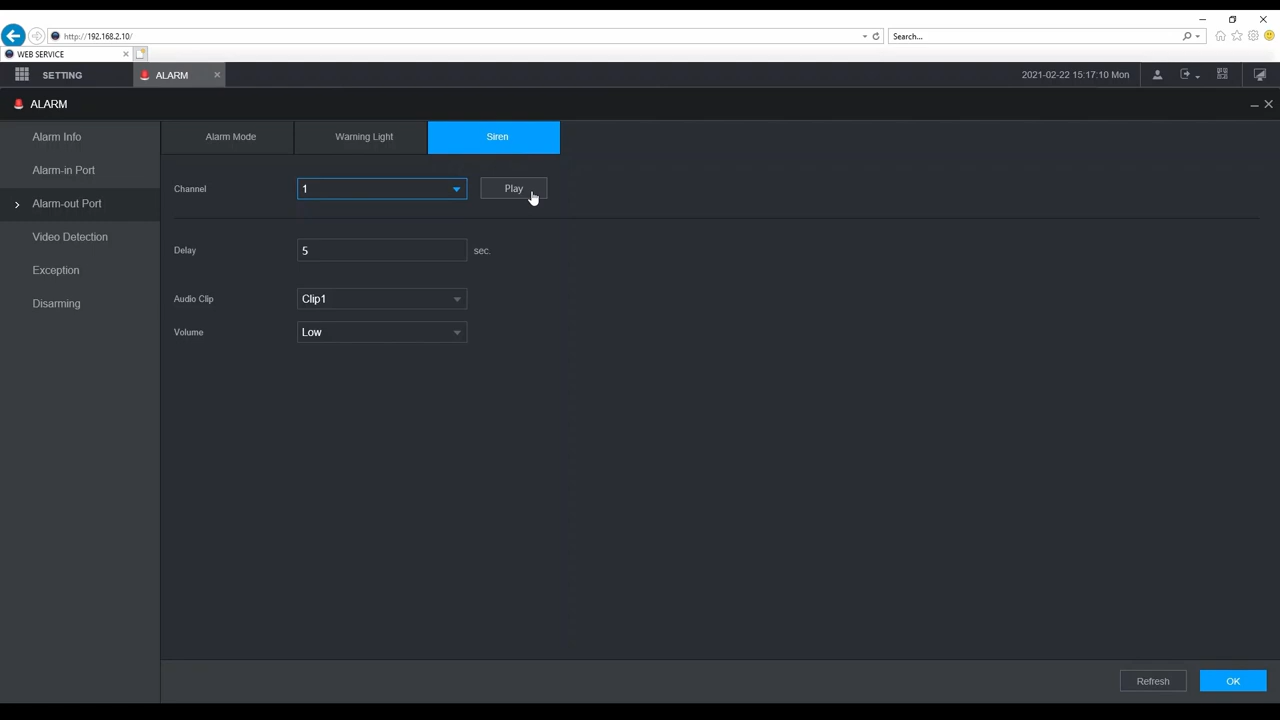 http://192.168.2.10/
Search...
WEB SERVICE
SETTING
ALARM
2021-02-22 15:17:10 Mon
ALARM
Alarm Info
Alarm-in Port
Alarm-out Port
Video Detection
Exception
Disarming
Alarm Mode
Warning Light
Siren
Channel
1
Play
Delay
5
sec.
Audio Clip
Clip1
Volume
Low
Refresh
OK